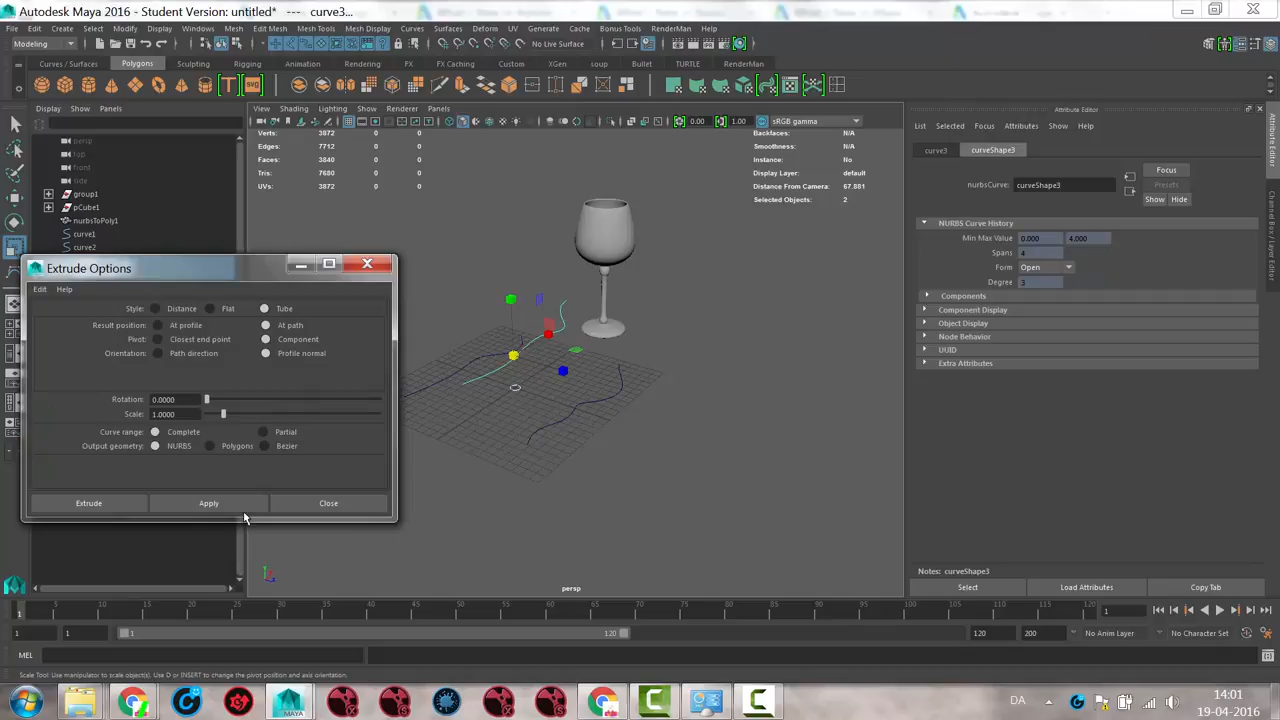 Autodesk Maya 2016 - Student Version: untitled* --- curve3...
File Edit Create Select Modify Display Windows Mesh Edit Mesh Mesh Tools Mesh Display Curves Surfaces Deform UV Generate Cache Bonus Tools RenderMan Help
Modeling No Live Surface
Curves / Surfaces Polygons Sculpting Rigging Animation Rendering FX FX Caching Custom XGen soup Bullet TURTLE RenderMan
SVG
Display Show Panels
View Shading Lighting Show Renderer Panels
Attribute Editor
0.00 1.00 sRGB gamma
List Selected Focus Attributes Show Help
persp
top
front
side
group1
pCube1
nurbsToPoly1
curve1
curve2
Verts: 3872 0 0
Edges: 7712 0 0
Faces: 3840 0 0
Tris: 7680 0 0
UVs: 3872 0 0
Backfaces: N/A
Smoothness: N/A
Instance: No
Display Layer: default
Distance From Camera: 67.881
Selected Objects: 2
curve3 curveShape3
Focus
nurbsCurve: curveShape3
Presets
Show Hide
NURBS Curve History
Min Max Value 0.000 4.000
Spans 4
Form Open
Degree 3
Components
Component Display
Object Display
Node Behavior
UUID
Extra Attributes
Attribute Editor
Channel Box / Layer Editor
Extrude Options
Edit Help
Style: Distance Flat Tube
Result position: At profile At path
Pivot: Closest end point Component
Orientation: Path direction Profile normal
Rotation: 0.0000
Scale: 1.0000
Curve range: Complete Partial
Output geometry: NURBS Polygons Bezier
Extrude Apply Close
persp
Notes: curveShape3
Select Load Attributes Copy Tab
1 5 10 15 20 25 30 35 40 45 50 55 60 65 70 75 80 85 90 95 100 105 110 115 120 1
1 1 1 120 120 200 No Anim Layer No Character Set
MEL
Scale Tool: Use manipulator to scale object(s). Use D or INSERT to change the pivot position and axis orientation.
MAYA
DA
14:01
19-04-2016